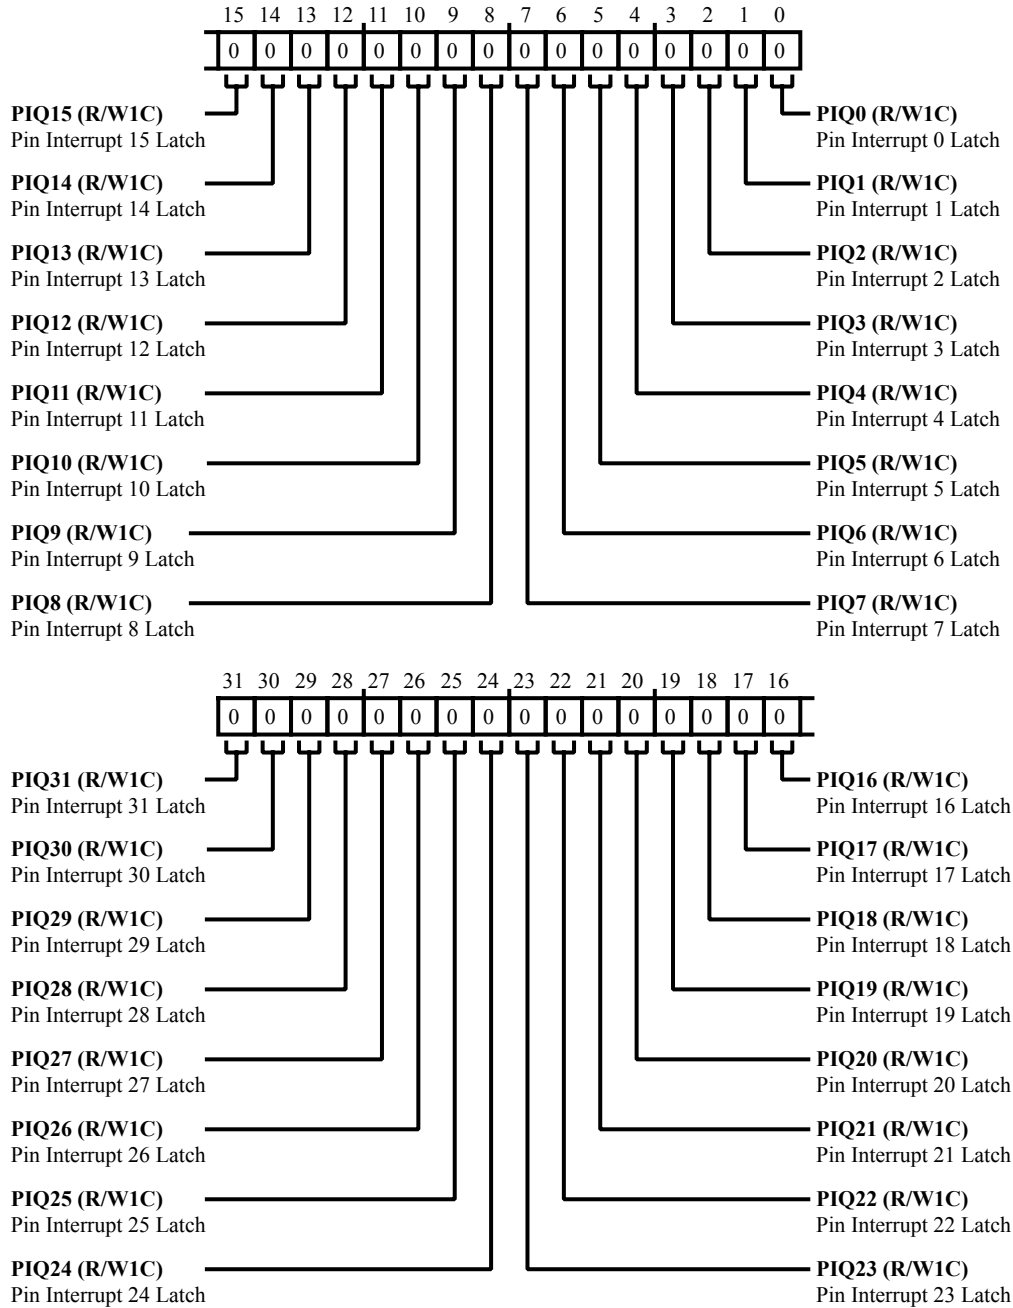 15 14 13 12 11 10 9 8 7 6 5 4 3 2 1 0
0 0 0 0 0 0 0 0 0 0 0 0 0 0 0 0
PIQ15 (R/W1C)
Pin Interrupt 15 Latch
PIQ14 (R/W1C)
Pin Interrupt 14 Latch
PIQ13 (R/W1C)
Pin Interrupt 13 Latch
PIQ12 (R/W1C)
Pin Interrupt 12 Latch
PIQ11 (R/W1C)
Pin Interrupt 11 Latch
PIQ10 (R/W1C)
Pin Interrupt 10 Latch
PIQ9 (R/W1C)
Pin Interrupt 9 Latch
PIQ8 (R/W1C)
Pin Interrupt 8 Latch
PIQ0 (R/W1C)
Pin Interrupt 0 Latch
PIQ1 (R/W1C)
Pin Interrupt 1 Latch
PIQ2 (R/W1C)
Pin Interrupt 2 Latch
PIQ3 (R/W1C)
Pin Interrupt 3 Latch
PIQ4 (R/W1C)
Pin Interrupt 4 Latch
PIQ5 (R/W1C)
Pin Interrupt 5 Latch
PIQ6 (R/W1C)
Pin Interrupt 6 Latch
PIQ7 (R/W1C)
Pin Interrupt 7 Latch
31 30 29 28 27 26 25 24 23 22 21 20 19 18 17 16
0 0 0 0 0 0 0 0 0 0 0 0 0 0 0 0
PIQ31 (R/W1C)
Pin Interrupt 31 Latch
PIQ30 (R/W1C)
Pin Interrupt 30 Latch
PIQ29 (R/W1C)
Pin Interrupt 29 Latch
PIQ28 (R/W1C)
Pin Interrupt 28 Latch
PIQ27 (R/W1C)
Pin Interrupt 27 Latch
PIQ26 (R/W1C)
Pin Interrupt 26 Latch
PIQ25 (R/W1C)
Pin Interrupt 25 Latch
PIQ24 (R/W1C)
Pin Interrupt 24 Latch
PIQ16 (R/W1C)
Pin Interrupt 16 Latch
PIQ17 (R/W1C)
Pin Interrupt 17 Latch
PIQ18 (R/W1C)
Pin Interrupt 18 Latch
PIQ19 (R/W1C)
Pin Interrupt 19 Latch
PIQ20 (R/W1C)
Pin Interrupt 20 Latch
PIQ21 (R/W1C)
Pin Interrupt 21 Latch
PIQ22 (R/W1C)
Pin Interrupt 22 Latch
PIQ23 (R/W1C)
Pin Interrupt 23 Latch